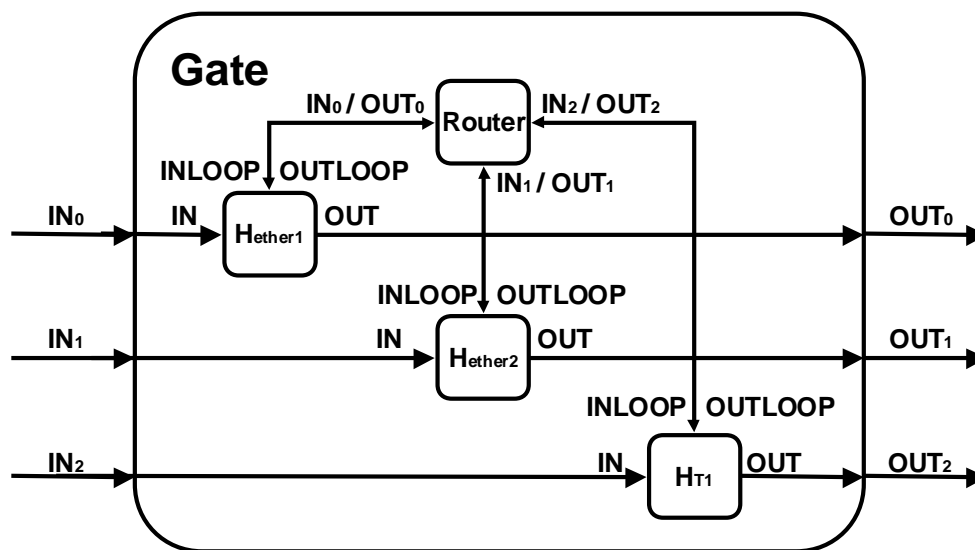 Gate
IN₀ / OUT₀
Router
IN₂ / OUT₂
INLOOP OUTLOOP
IN₁ / OUT₁
IN₀ IN Hether1 OUT OUT₀
INLOOP OUTLOOP
IN₁ IN Hether2 OUT OUT₁
INLOOP OUTLOOP
IN₂ IN HT1 OUT OUT₂